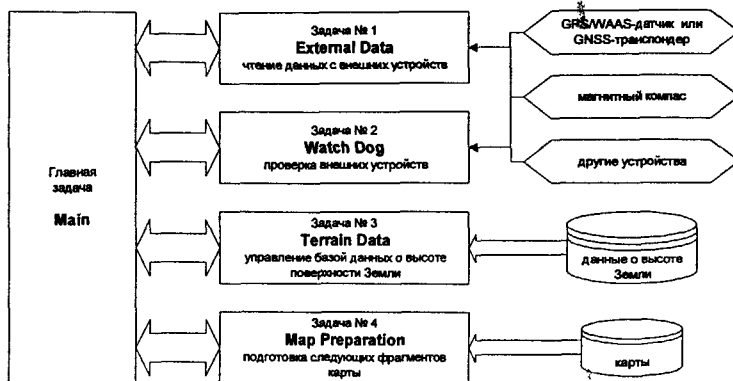 Главная
задача
Main
Задача № 1
External Data
чтение данных с внешних устройств
Задача № 2
Watch Dog
проверка внешних устройств
Задача № 3
Terrain Data
управление базой данных о высоте
поверхности Земли
Задача № 4
Map Preparation
подготовка следующих фрагментов
карты
GPS/WAAS-датчик или
GNSS-транспондер
магнитный компас
другие устройства
данные о высоте
Земли
карты